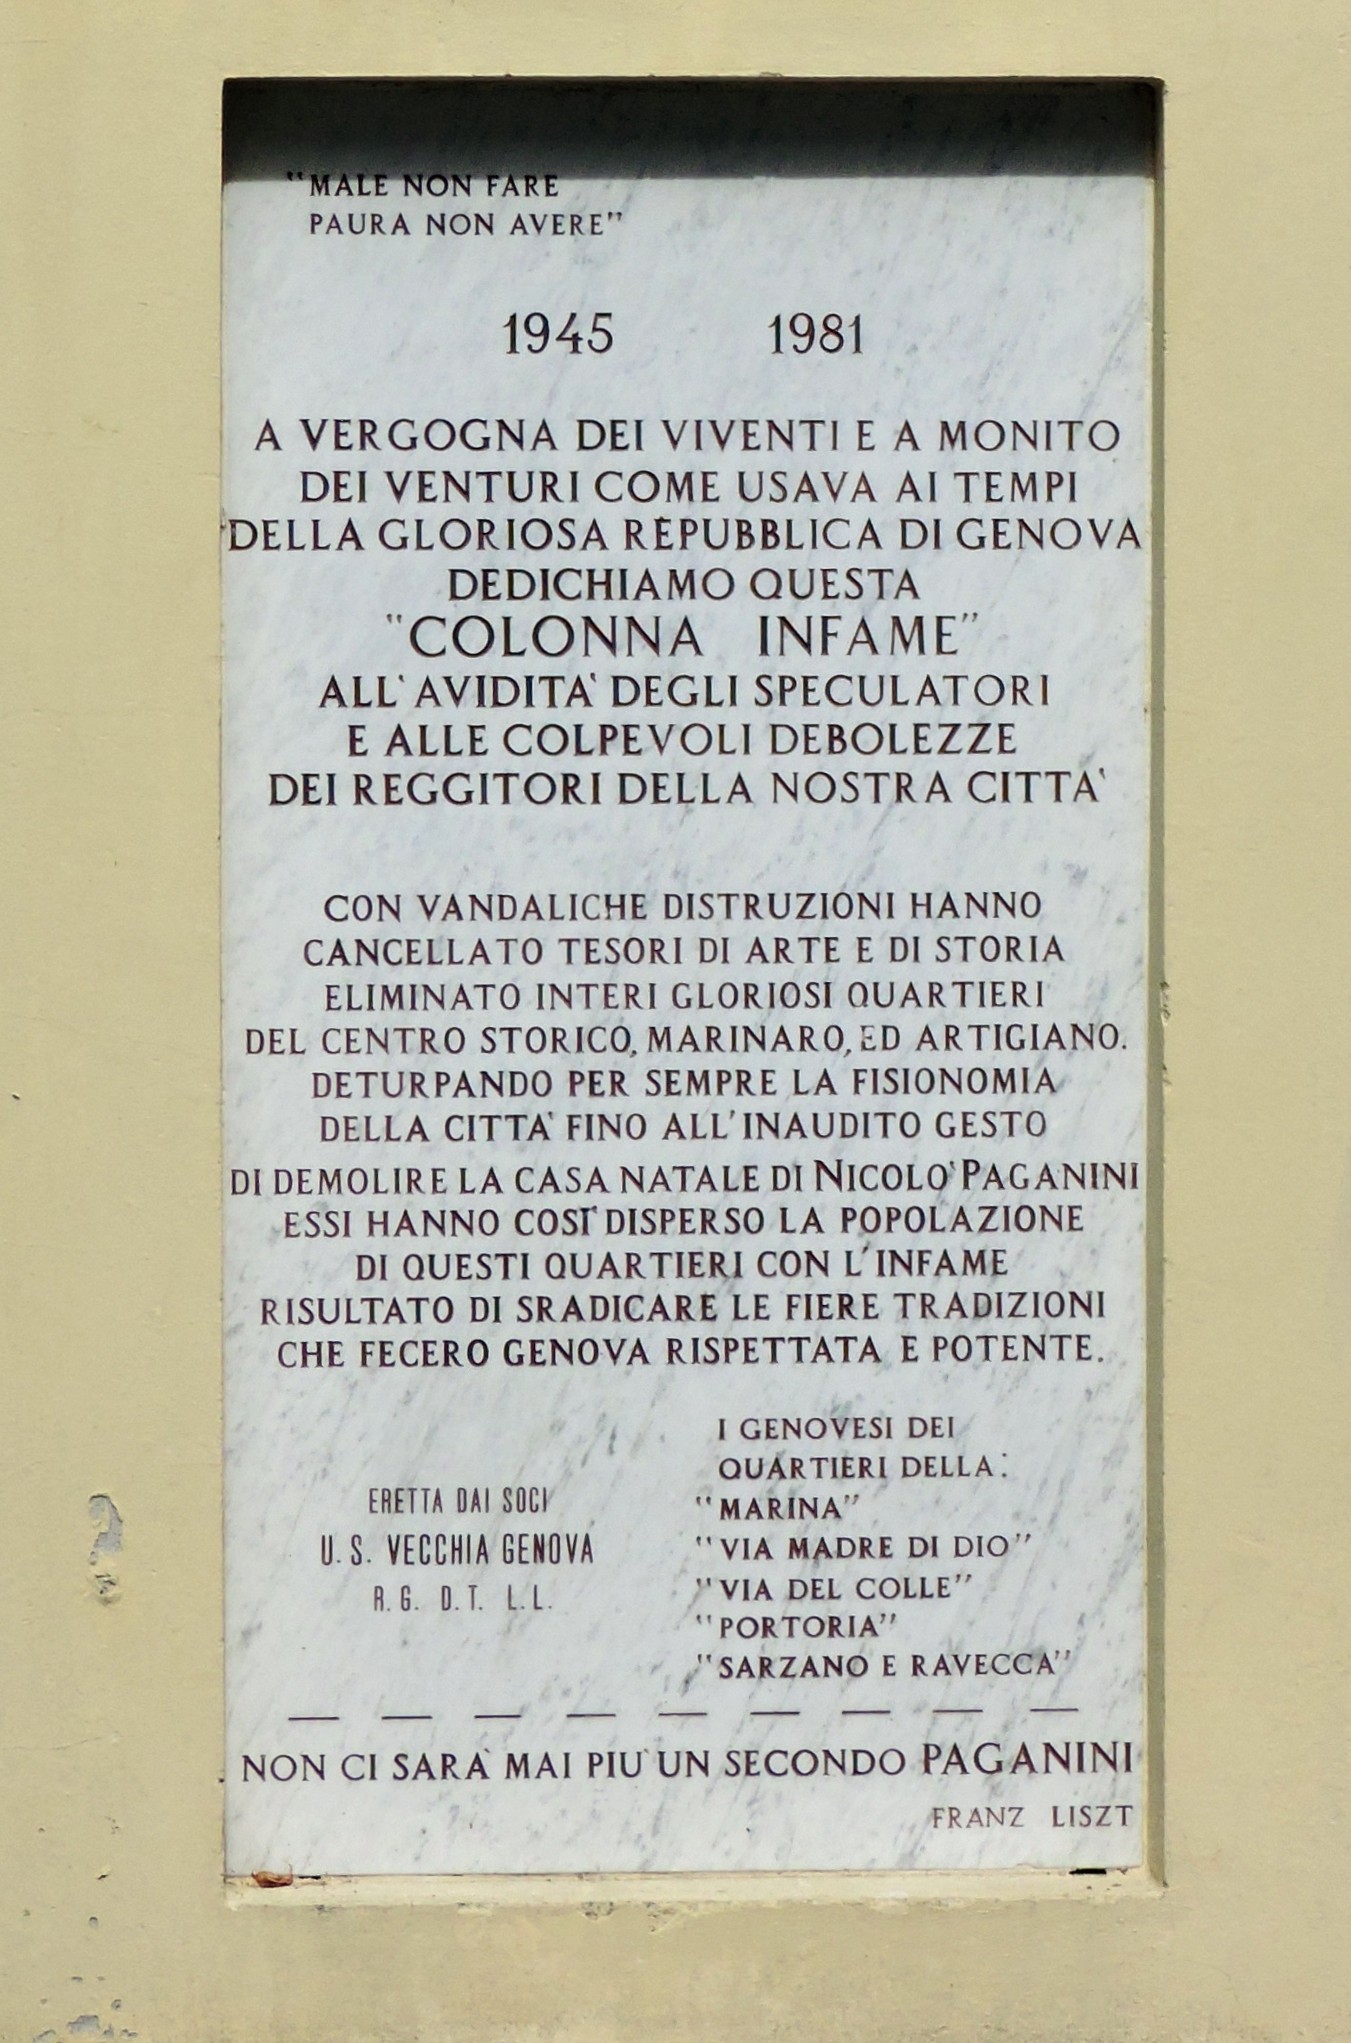 "MALE NON FARE
PAURA NON AVERE"
1945 1981
A VERGOGNA DEI VIVENTI E A MONITO
DEI VENTURI COME USAVA AI TEMPI
DELLA GLORIOSA REPUBBLICA DI GENOVA
DEDICHIAMO QUESTA
"COLONNA INFAME"
ALL'AVIDITA' DEGLI SPECULATORI
E ALLE COLPEVOLI DEBOLEZZE
DEI REGGITORI DELLA NOSTRA CITTA'
CON VANDALICHE DISTRUZIONI HANNO
CANCELLATO TESORI DI ARTE E DI STORIA
ELIMINATO INTERI GLORIOSI QUARTIERI
DEL CENTRO STORICO, MARINARO, ED ARTIGIANO.
DETURPANDO PER SEMPRE LA FISIONOMIA
DELLA CITTA' FINO ALL'INAUDITO GESTO
DI DEMOLIRE LA CASA NATALE DI NICOLO' PAGANINI
ESSI HANNO COSI' DISPERSO LA POPOLAZIONE
DI QUESTI QUARTIERI CON L'INFAME
RISULTATO DI SRADICARE LE FIERE TRADIZIONI
CHE FECERO GENOVA RISPETTATA E POTENTE.
ERETTA DAI SOCI
U. S. VECCHIA GENOVA
R. G. D. T. L. L.
I GENOVESI DEI
QUARTIERI DELLA:
"MARINA"
"VIA MADRE DI DIO"
"VIA DEL COLLE"
"PORTORIA"
"SARZANO E RAVECCA"
NON CI SARA' MAI PIU' UN SECONDO PAGANINI
FRANZ LISZT